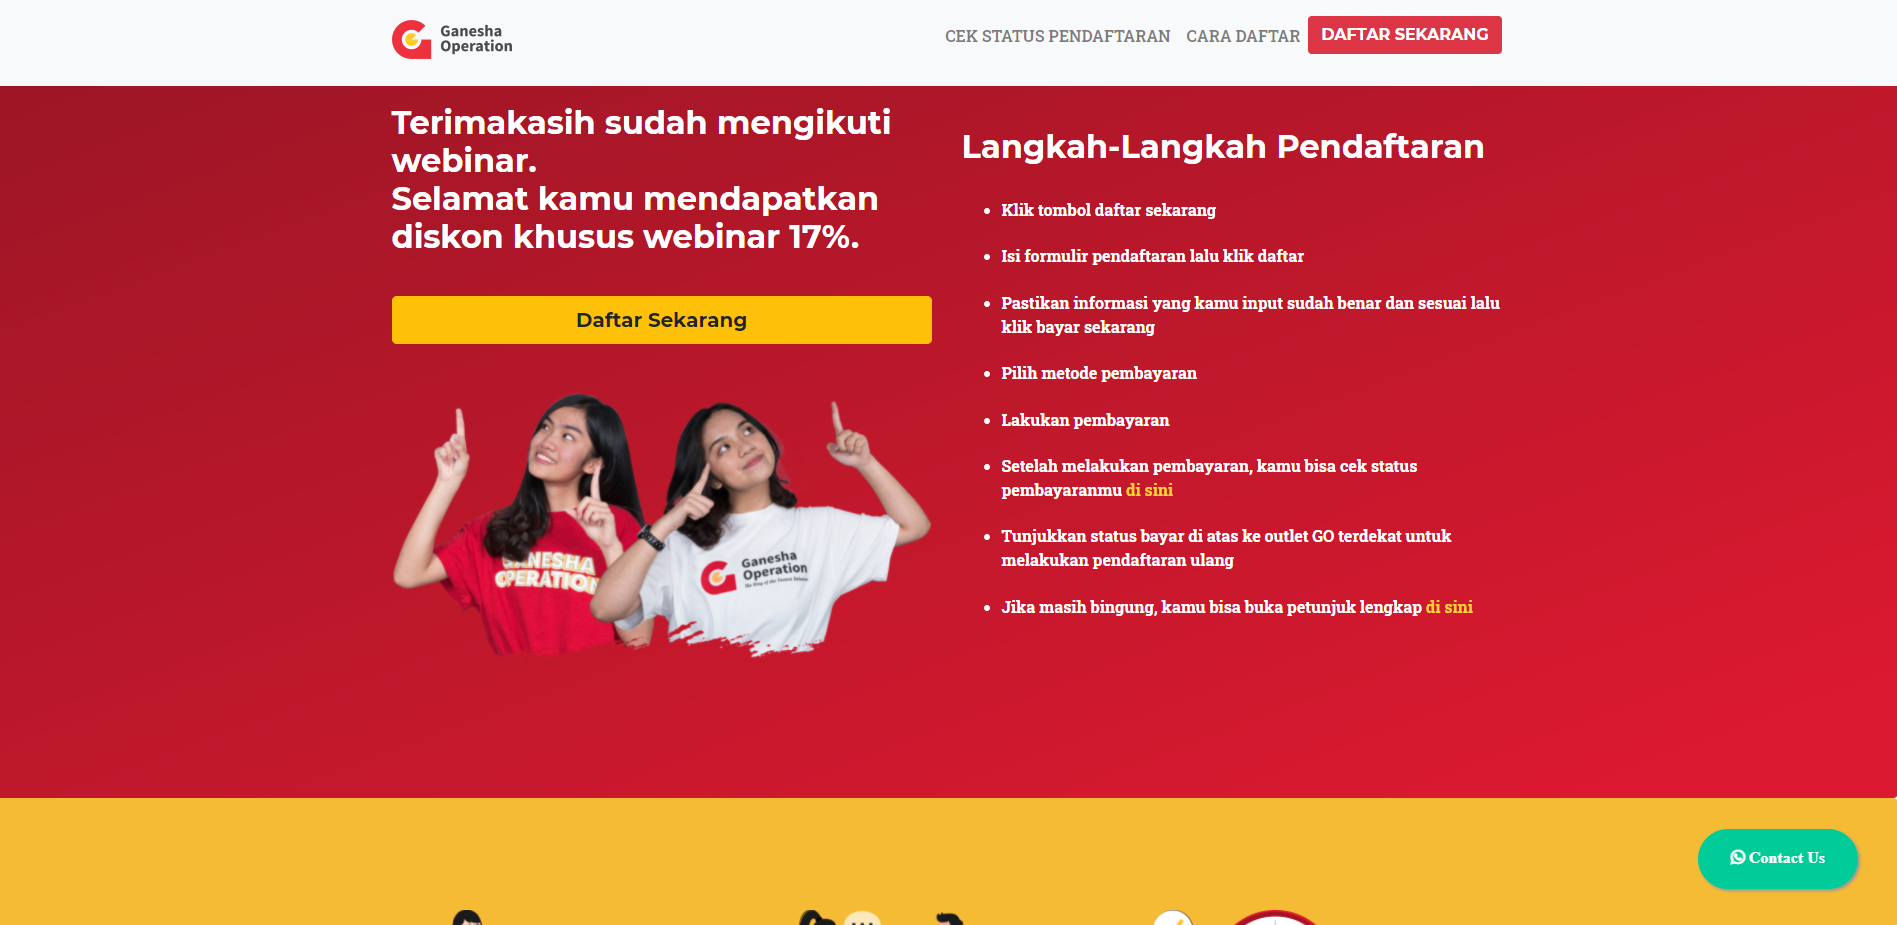 Ganesha
Operation
CEK STATUS PENDAFTARAN
CARA DAFTAR
DAFTAR SEKARANG
Terimakasih sudah mengikuti
webinar.
Selamat kamu mendapatkan
diskon khusus webinar 17%.
Daftar Sekarang
GANESHA
OPERATION
Ganesha
Operation
Langkah-Langkah Pendaftaran
Klik tombol daftar sekarang
Isi formulir pendaftaran lalu klik daftar
Pastikan informasi yang kamu input sudah benar dan sesuai lalu
klik bayar sekarang
Pilih metode pembayaran
Lakukan pembayaran
Setelah melakukan pembayaran, kamu bisa cek status
pembayaranmu di sini
Tunjukkan status bayar di atas ke outlet GO terdekat untuk
melakukan pendaftaran ulang
Jika masih bingung, kamu bisa buka petunjuk lengkap di sini
Contact Us